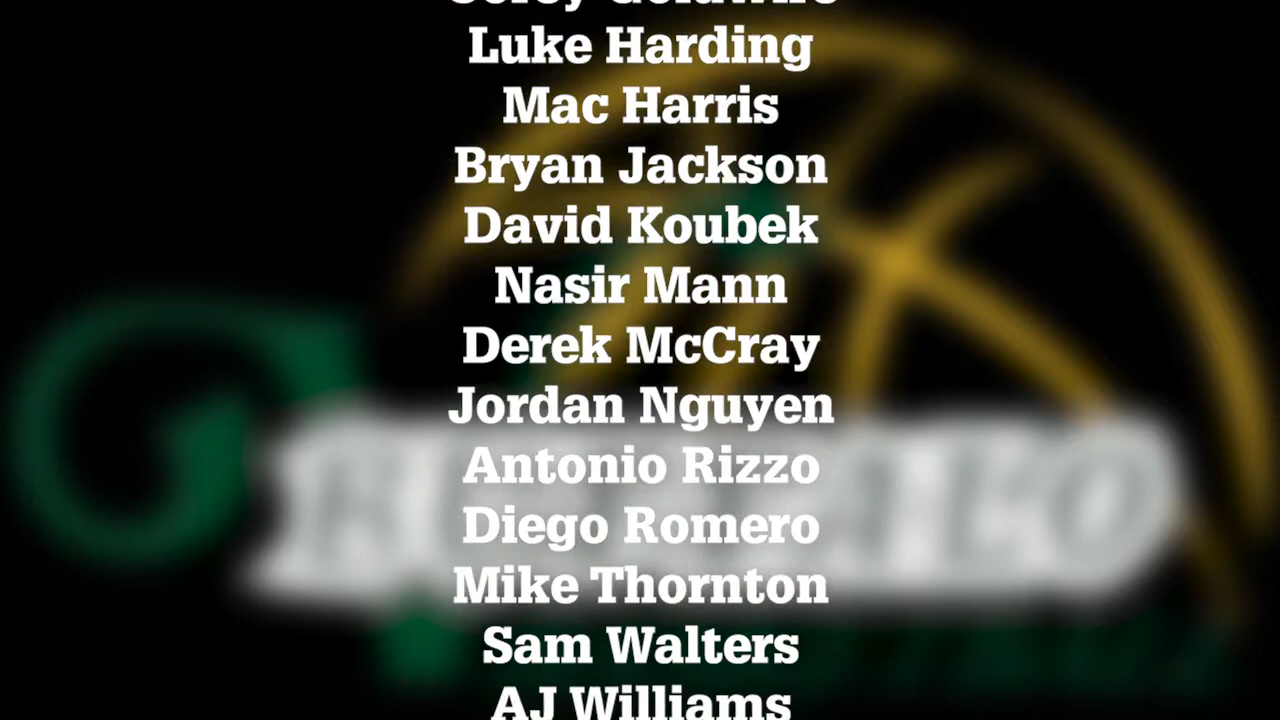 Luke Harding
Mac Harris
Bryan Jackson
David Koubek
Nasir Mann
Derek McCray
Jordan Nguyen
Antonio Rizzo
Diego Romero
Mike Thornton
Sam Walters
AJ Williams